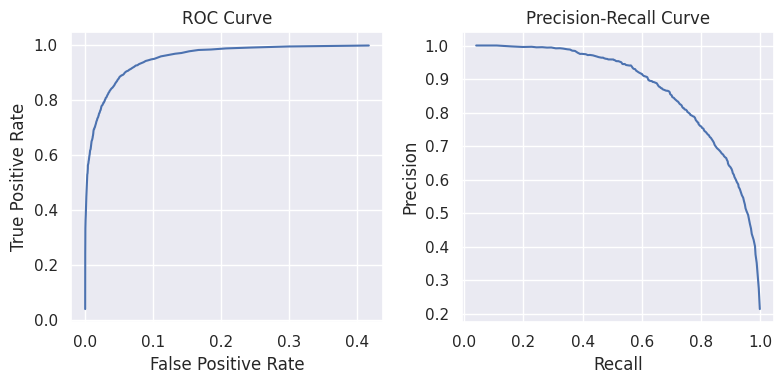 ROC Curve
True Positive Rate
1.0
0.8
0.6
0.4
0.2
0.0
0.0 0.1 0.2 0.3 0.4
False Positive Rate
Precision-Recall Curve
Precision
1.0
0.9
0.8
0.7
0.6
0.5
0.4
0.3
0.2
0.0 0.2 0.4 0.6 0.8 1.0
Recall